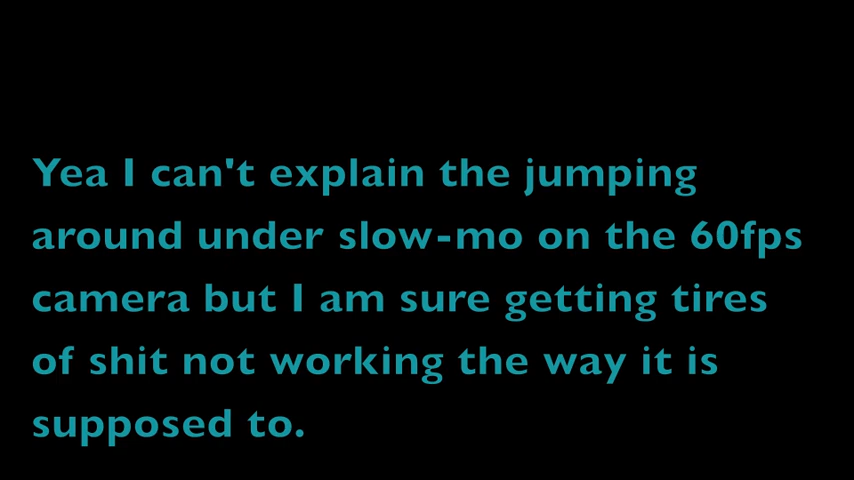 Yea I can't explain the jumping
around under slow-mo on the 60fps
camera but I am sure getting tires
of shit not working the way it is
supposed to.